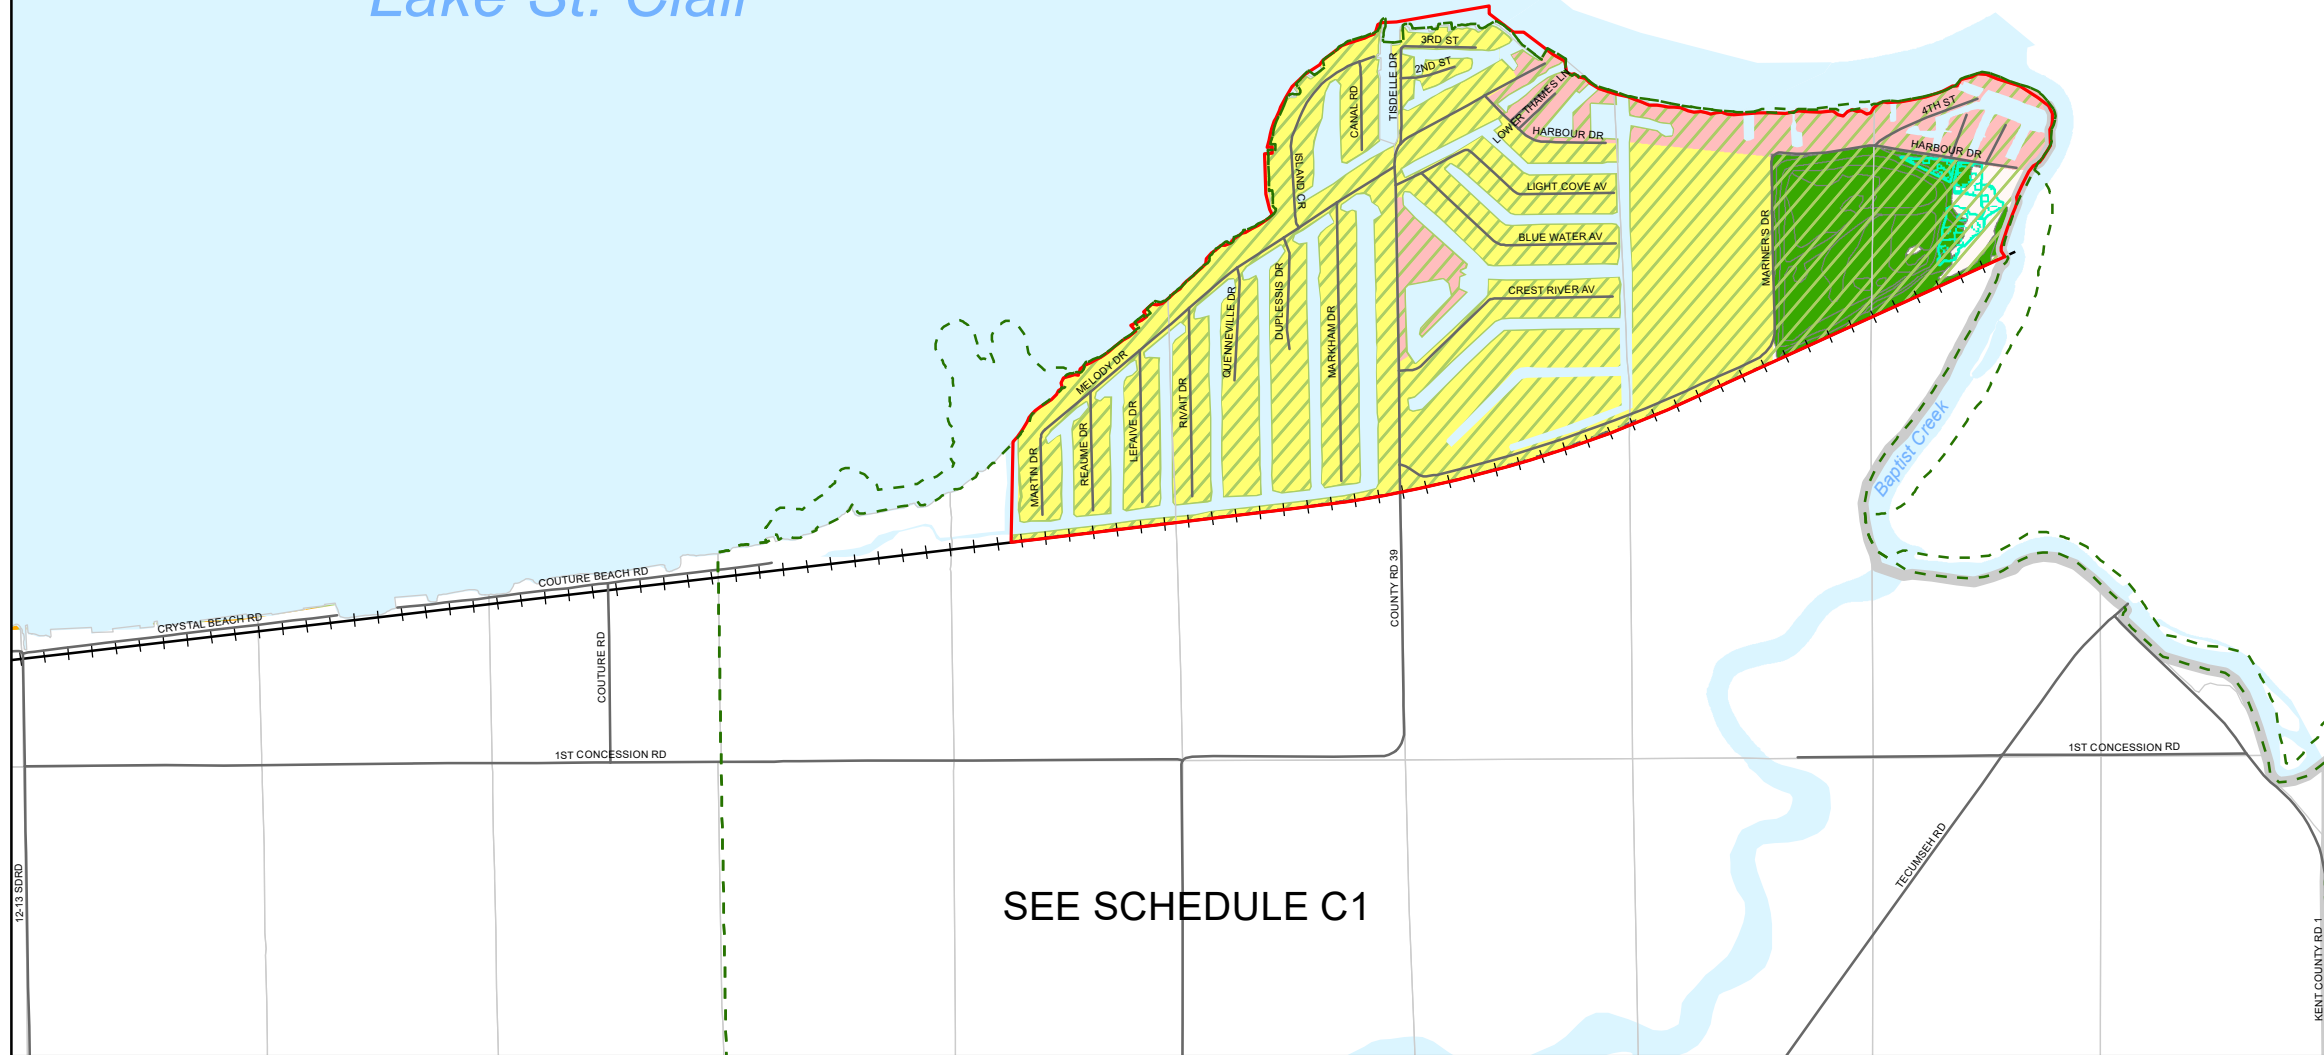 Lake St. Clair
3RD ST
2ND ST
TISDELLE DR
CANAL RD
ISLAND CR
LOWER THAMES LN
HARBOUR DR
4TH ST
HARBOUR DR
LIGHT COVE AV
BLUE WATER AV
CREST RIVER AV
MARINER'S DR
MELODY DR
MARTIN DR
REAUME DR
LEFAIVE DR
RIVAIT DR
QUENNEVILLE DR
DUPLESSIS DR
MARKHAM DR
Baptist Creek
COUNTY RD 39
COUTURE BEACH RD
CRYSTAL BEACH RD
COUTURE RD
1ST CONCESSION RD
1ST CONCESSION RD
TECUMSEH RD
12-13 SDRD
SEE SCHEDULE C1
KENT COUNTY RD 1